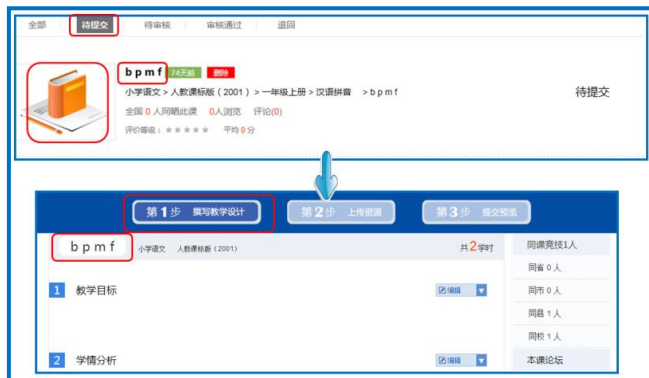 全部 待提交 待审核 审核通过 退回
b p m f 74天前 删除
小学语文 > 人教课标版（2001） > 一年级上册 > 汉语拼音 > b p m f
待提交
全国 0 人同晒此课 0人浏览 评论(0)
评价等级：★★★★★ 平均 0 分
第1步 撰写教学设计 第2步 上传资源 第3步 提交预览
b p m f 小学语文 人教课标版（2001） 共2学时
同课竞技1人
同省 0 人
1 教学目标 编辑
同市 0 人
同县 1 人
同校 1 人
2 学情分析 编辑
本课论坛